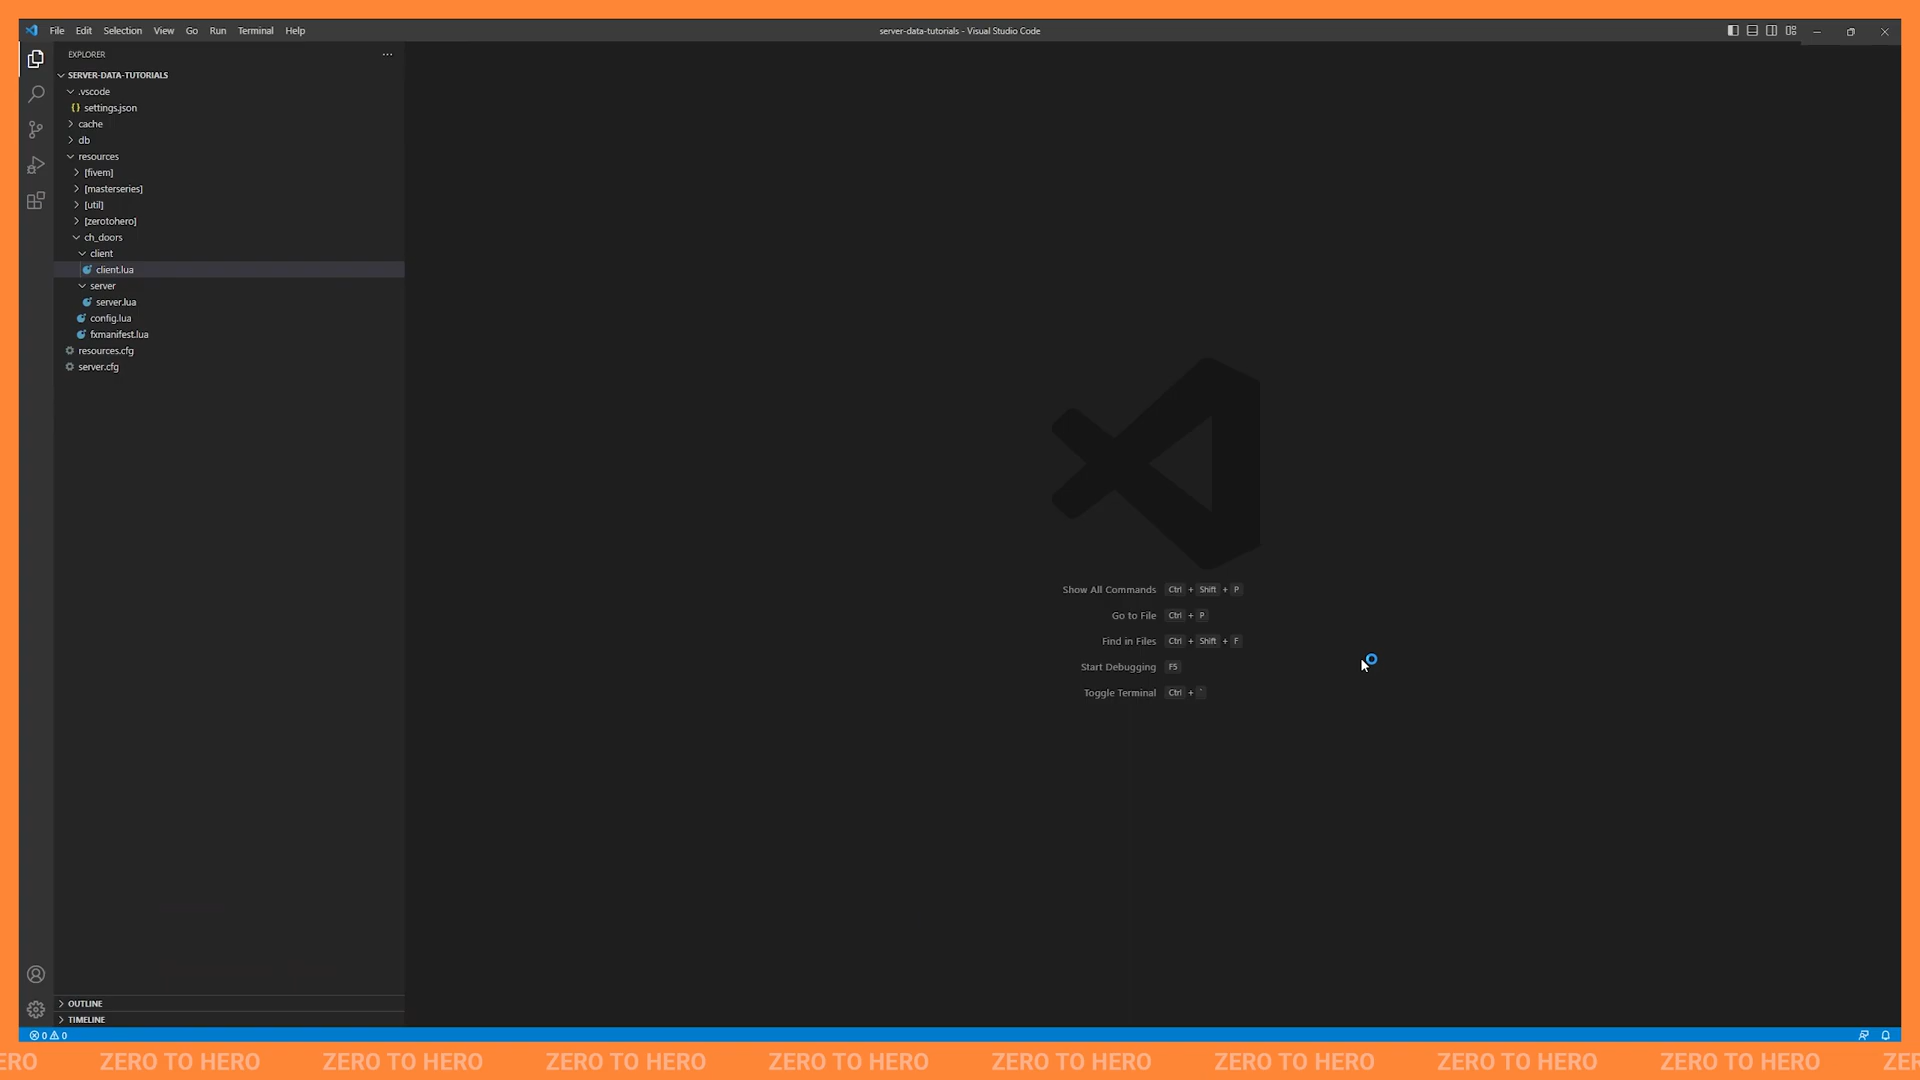 File Edit Selection View Go Run Terminal Help
server-data-tutorials - Visual Studio Code
EXPLORER
SERVER-DATA-TUTORIALS
.vscode
settings.json
cache
db
resources
[fivem]
[masterseries]
[util]
[zerotohero]
ch_doors
client
client.lua
server
server.lua
config.lua
fxmanifest.lua
resources.cfg
server.cfg
Show All Commands Ctrl + Shift + P
Go to File Ctrl + P
Find in Files Ctrl + Shift + F
Start Debugging F5
Toggle Terminal Ctrl + `
OUTLINE
TIMELINE
0 0
ERO ZERO TO HERO ZERO TO HERO ZERO TO HERO ZERO TO HERO ZERO TO HERO ZERO TO HERO ZERO TO HERO ZERO TO HERO ZER